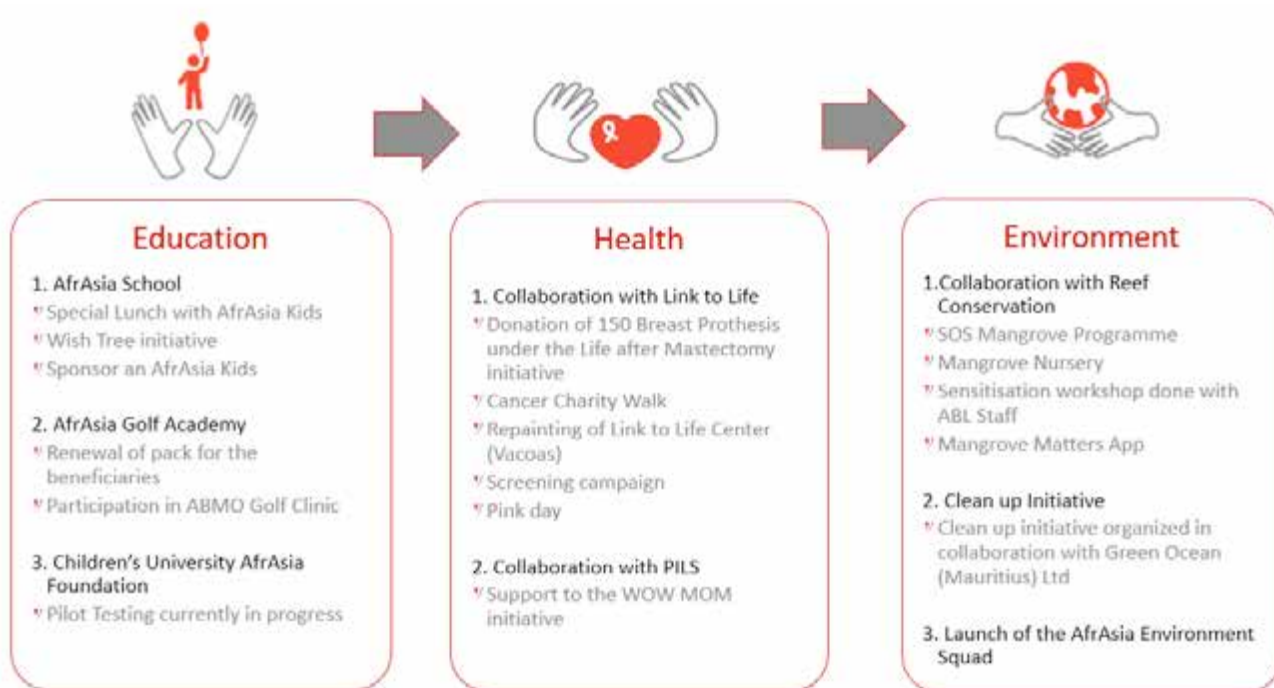 Education
1. AfrAsia School
Special Lunch with AfrAsia Kids
Wish Tree initiative
Sponsor an AfrAsia Kids
2. AfrAsia Golf Academy
Renewal of pack for the
beneficiaries
Participation in ABMO Golf Clinic
3. Children's University AfrAsia
Foundation
Pilot Testing currently in progress
Health
1. Collaboration with Link to Life
Donation of 150 Breast Prothesis
under the Life after Mastectomy
initiative
Cancer Charity Walk
Repainting of Link to Life Center
(Vacoas)
Screening campaign
Pink day
2. Collaboration with PILS
Support to the WOW MOM
initiative
Environment
1.Collaboration with Reef
Conservation
SOS Mangrove Programme
Mangrove Nursery
Sensitisation workshop done with
ABL Staff
Mangrove Matters App
2. Clean up Initiative
Clean up initiative organized in
collaboration with Green Ocean
(Mauritius) Ltd
3. Launch of the AfrAsia Environment
Squad